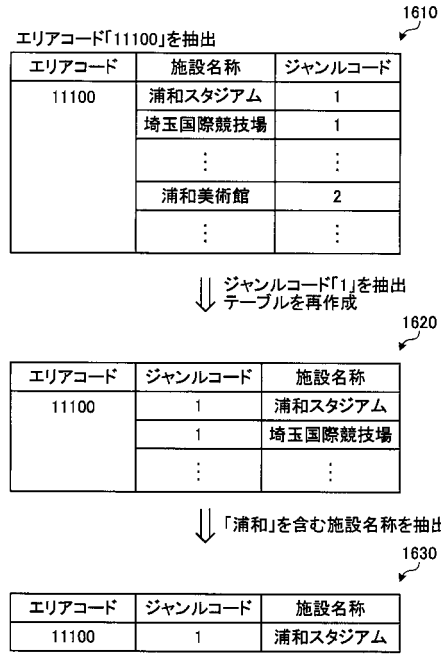 1610
エリアコード「11100」を抽出
エリアコード 施設名称 ジャンルコード
11100 浦和スタジアム 1
埼玉国際競技場 1
⋮ ⋮
浦和美術館 2
⋮ ⋮
ジャンルコード「1」を抽出
テーブルを再作成
1620
エリアコード ジャンルコード 施設名称
11100 1 浦和スタジアム
1 埼玉国際競技場
⋮ ⋮
「浦和」を含む施設名称を抽出
1630
エリアコード ジャンルコード 施設名称
11100 1 浦和スタジアム